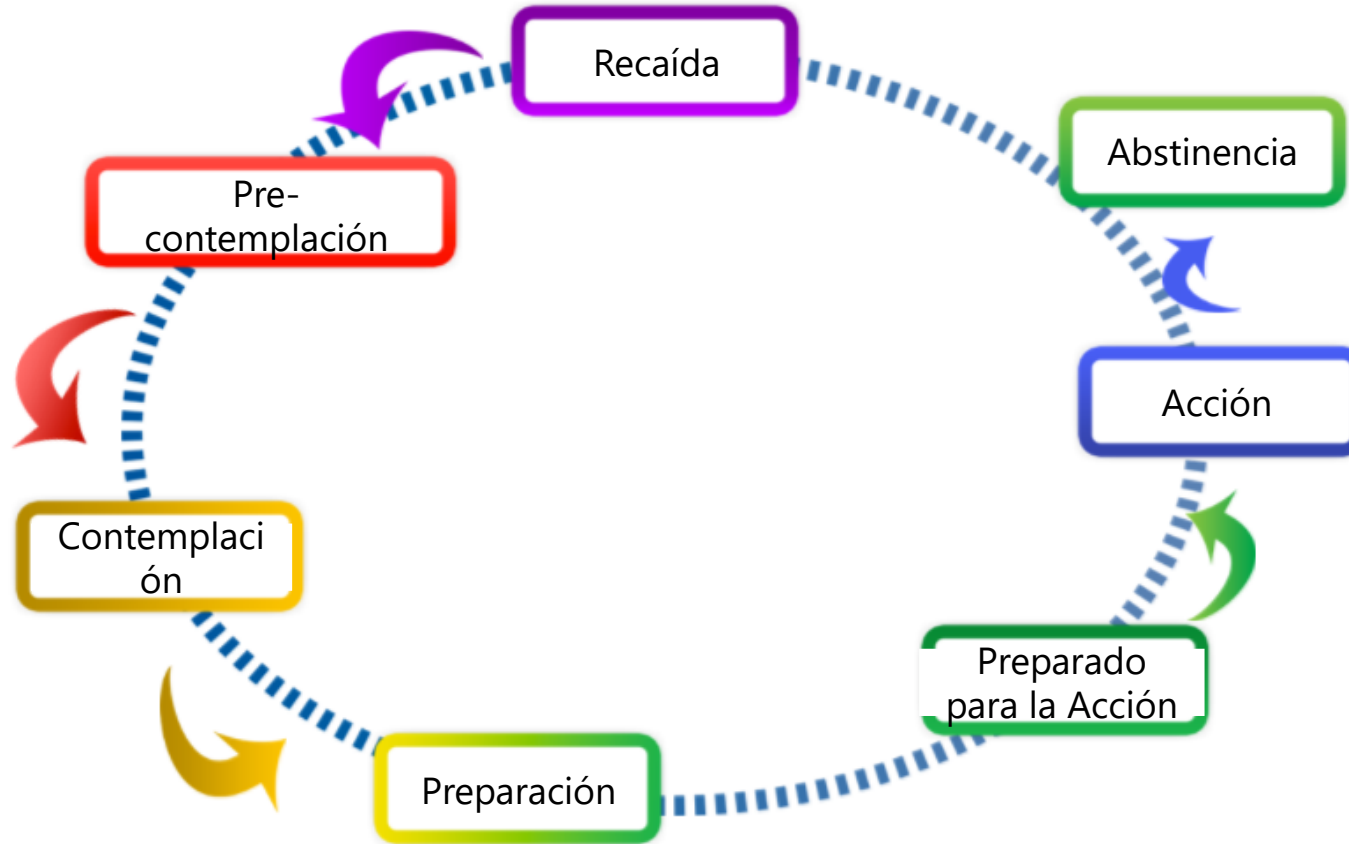 Recaída
Abstinencia
Pre-
contemplación
Acción
Contemplaci
ón
Preparado
para la Acción
Preparación